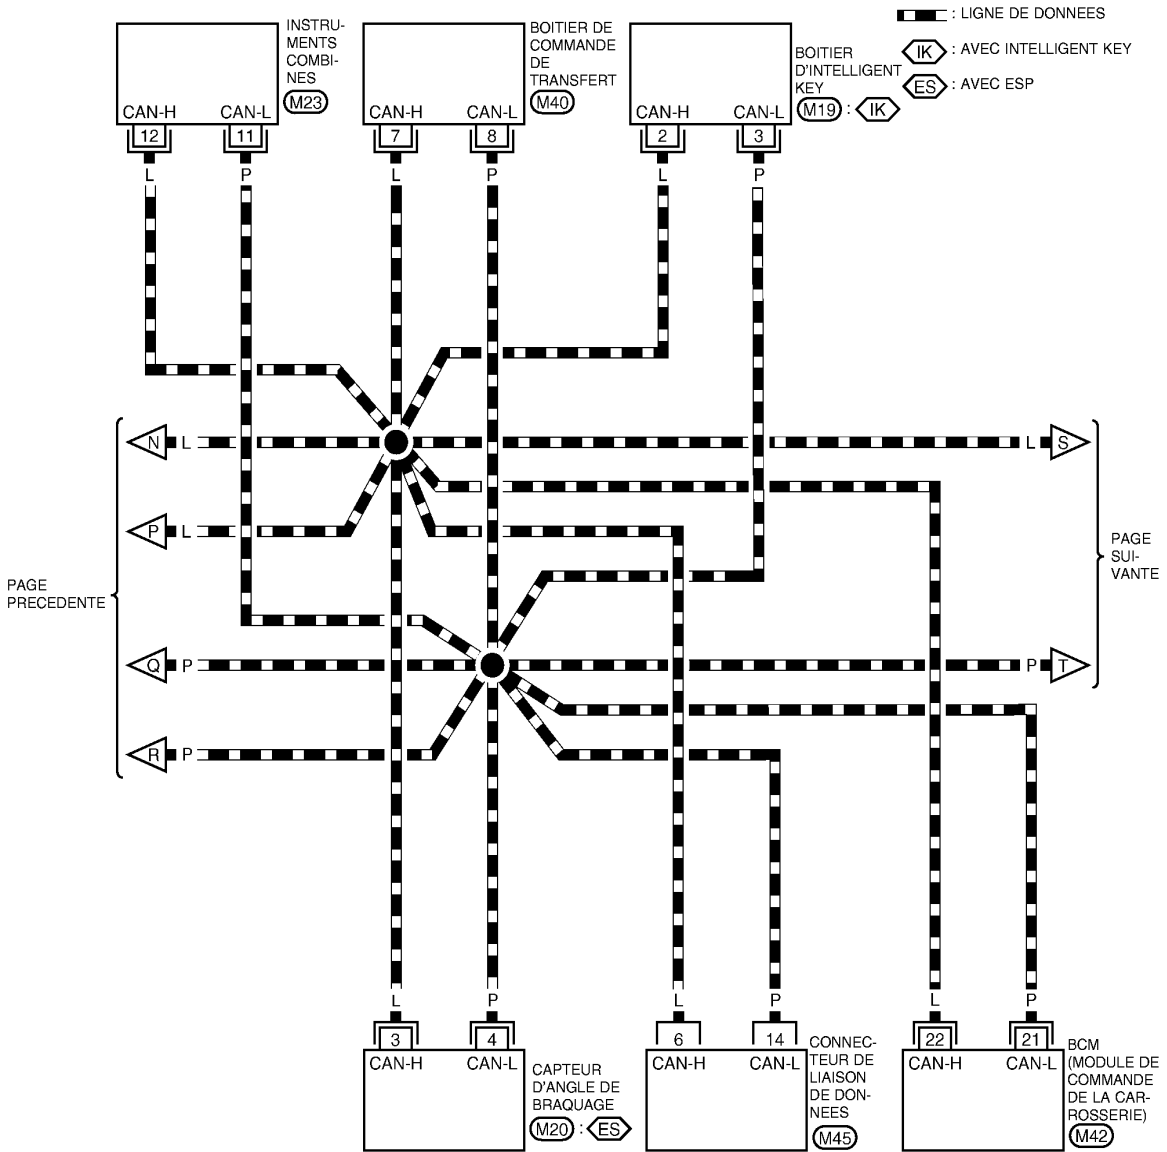 : LIGNE DE DONNEES
IK : AVEC INTELLIGENT KEY
ES : AVEC ESP
INSTRU-
MENTS
COMBI-
NES
M23
CAN-H CAN-L
12 11
L P
BOITIER DE
COMMANDE
DE
TRANSFERT
M40
CAN-H CAN-L
7 8
L P
BOITIER
D'INTELLIGENT
KEY
M19 : IK
CAN-H CAN-L
2 3
L P
N L
P L
PAGE
PRECEDENTE
Q P
R P
L S
PAGE
SUI-
VANTE
P T
L P
3 4
CAN-H CAN-L
CAPTEUR
D'ANGLE DE
BRAQUAGE
M20 : ES
L P
6 14
CAN-H CAN-L
CONNEC-
TEUR DE
LIAISON
DE DON-
NEES
M45
L P
22 21
CAN-H CAN-L
BCM
(MODULE DE
COMMANDE
DE LA CAR-
ROSSERIE)
M42